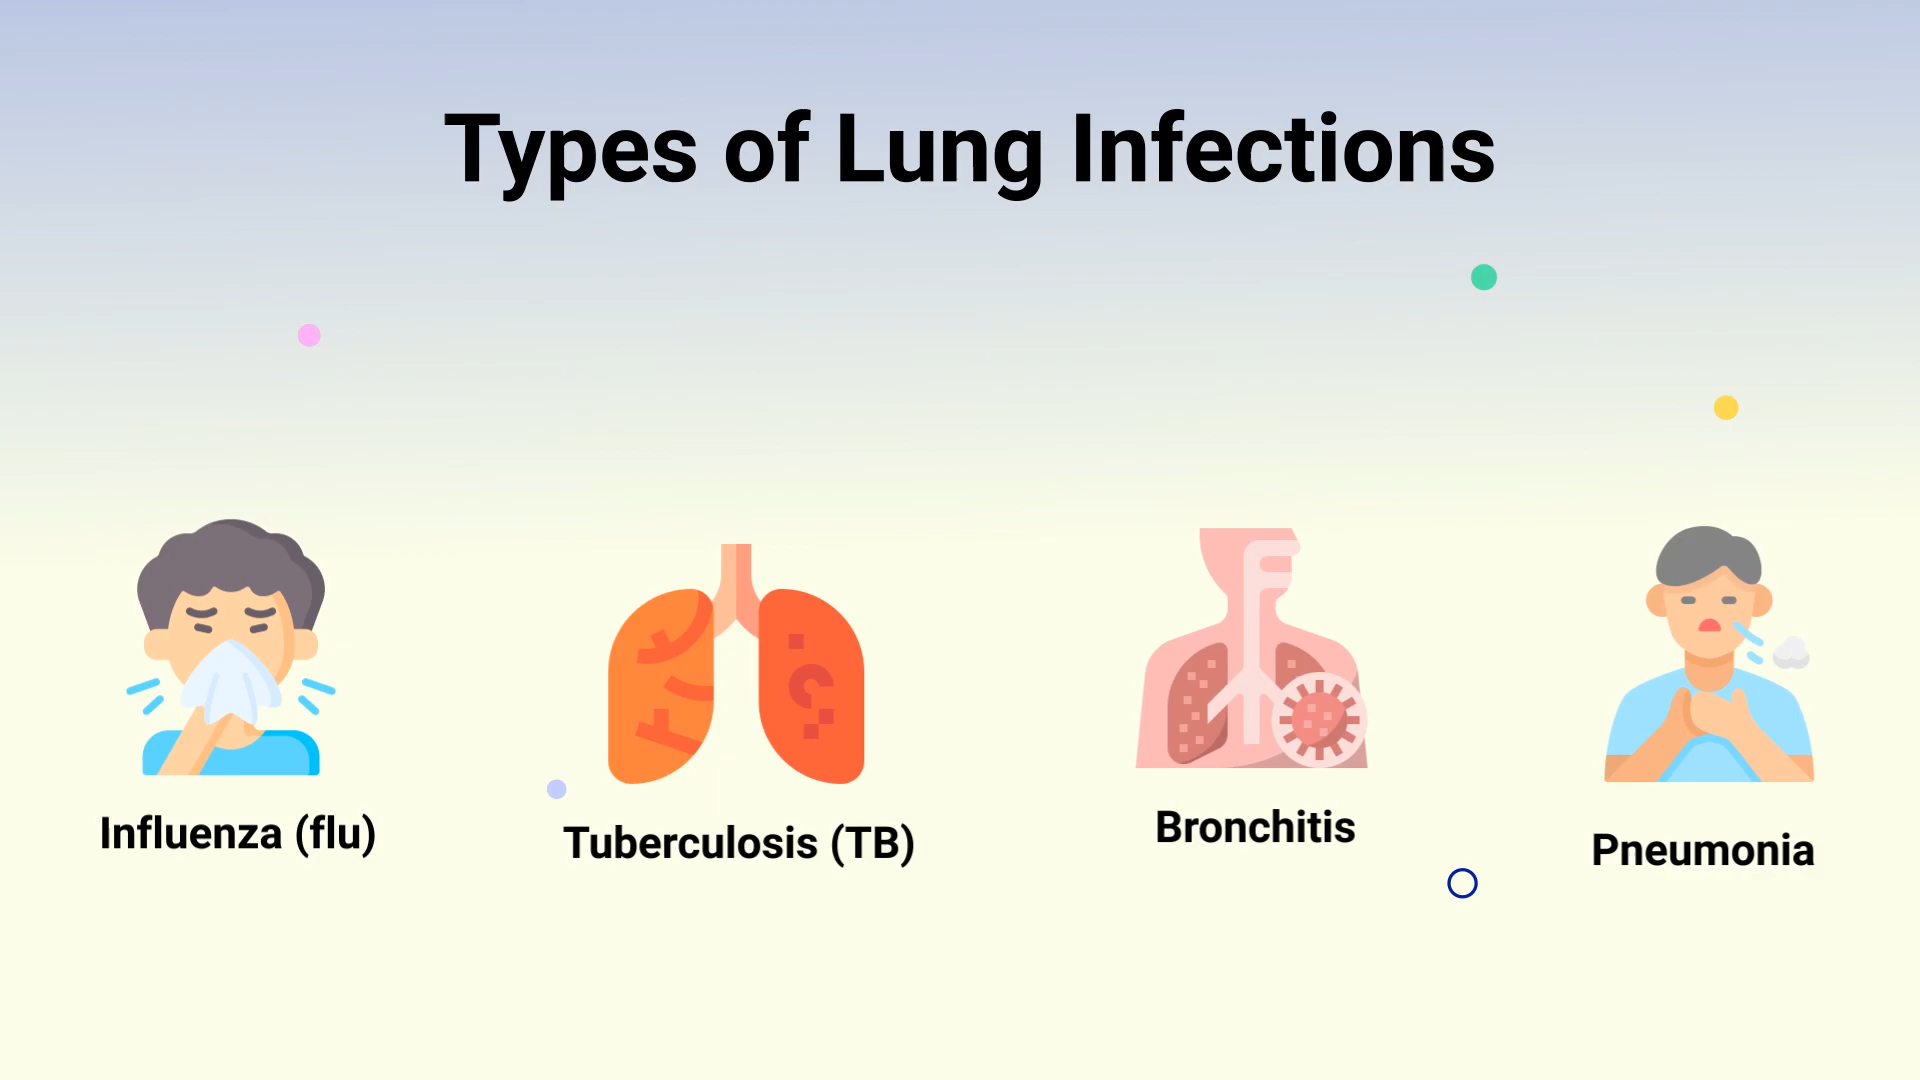 Types of Lung Infections
Influenza (flu)
Tuberculosis (TB)
Bronchitis
Pneumonia